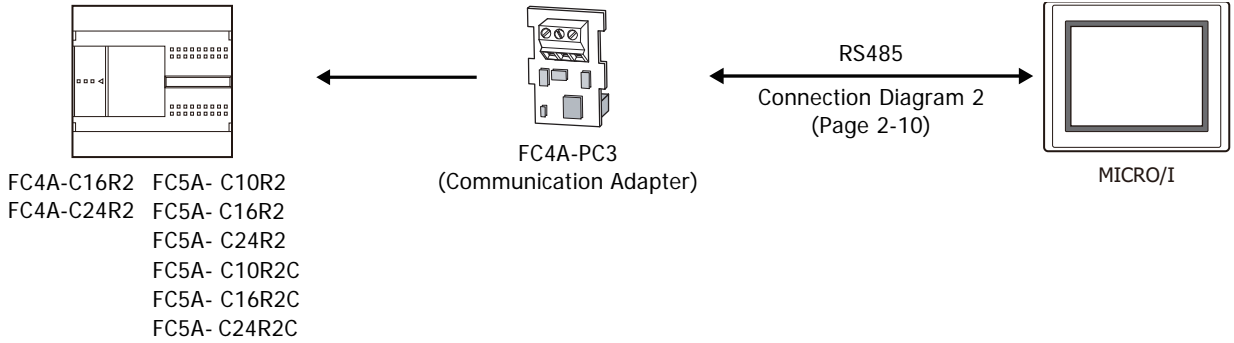 RS485
Connection Diagram 2
(Page 2-10)
FC4A-PC3
(Communication Adapter)
MICRO/I
FC4A-C16R2 FC5A- C10R2
FC4A-C24R2 FC5A- C16R2
FC5A- C24R2
FC5A- C10R2C
FC5A- C16R2C
FC5A- C24R2C